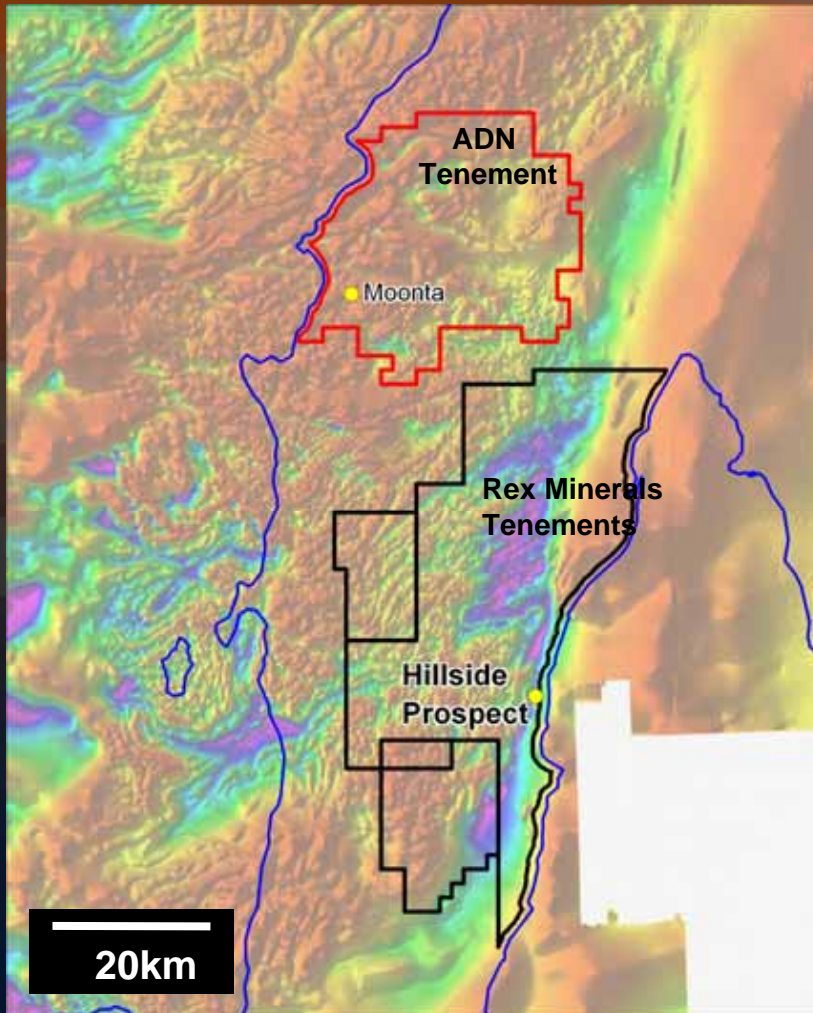 ADN
Tenement
Moonta
Rex Minerals
Tenements
Hillside
Prospect
20km